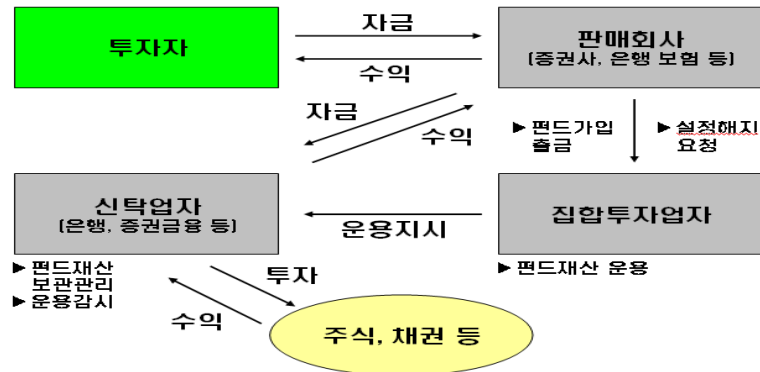 투자자
자금
수익
판매회사
(증권사, 은행 보험 등)
자금
수익
▶ 펀드가입
출금
▶ 설정해지
요청
신탁업자
(은행, 증권금융 등)
운용지시
집합투자업자
▶ 펀드재산
보관관리
▶ 운용감시
▶ 펀드재산 운용
투자
수익
주식, 채권 등